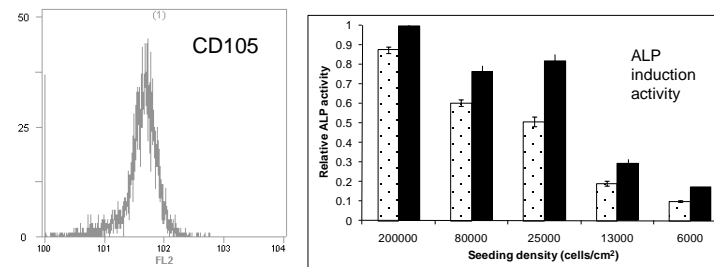 (1)
CD105
50
25
0
100 101 102 103 104
FL2
ALP
induction
activity
Relative ALP activity
1
0.9
0.8
0.7
0.6
0.5
0.4
0.3
0.2
0.1
0
200000 80000 25000 13000 6000
Seeding density (cells/cm²)